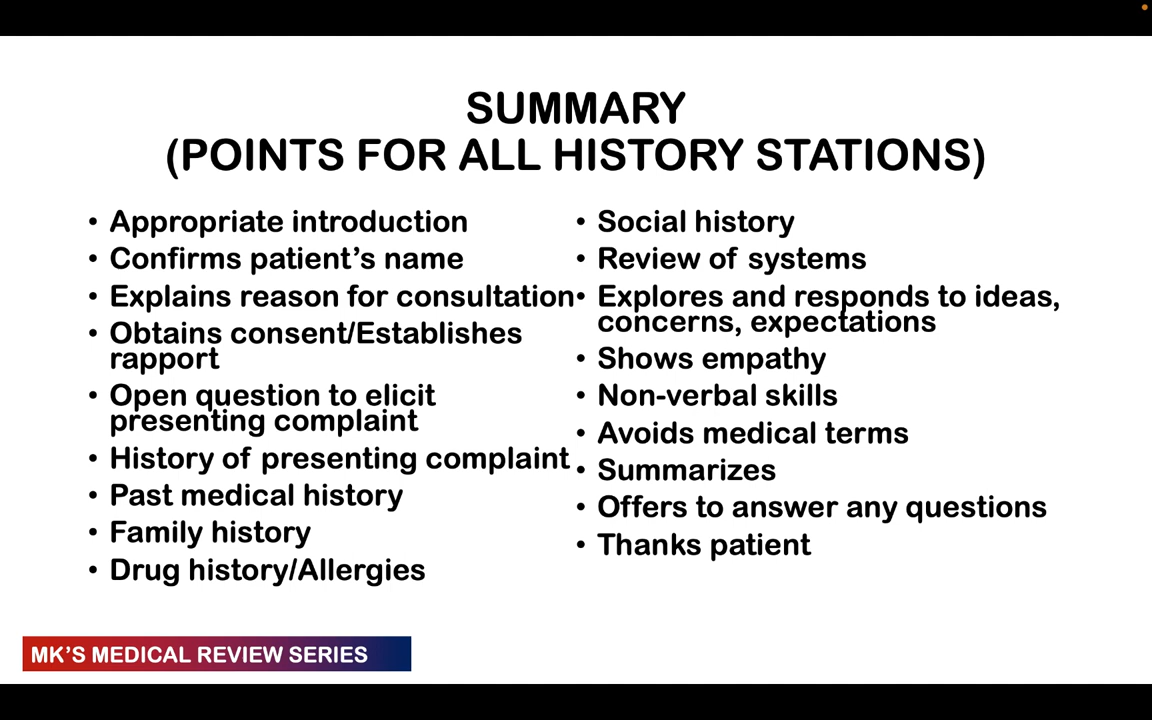 SUMMARY
(POINTS FOR ALL HISTORY STATIONS)
• Appropriate introduction
• Confirms patient's name
• Explains reason for consultation
• Obtains consent/Establishes
rapport
• Open question to elicit
presenting complaint
• History of presenting complaint
• Past medical history
• Family history
• Drug history/Allergies
• Social history
• Review of systems
• Explores and responds to ideas,
concerns, expectations
• Shows empathy
• Non-verbal skills
• Avoids medical terms
• Summarizes
• Offers to answer any questions
• Thanks patient
MK'S MEDICAL REVIEW SERIES